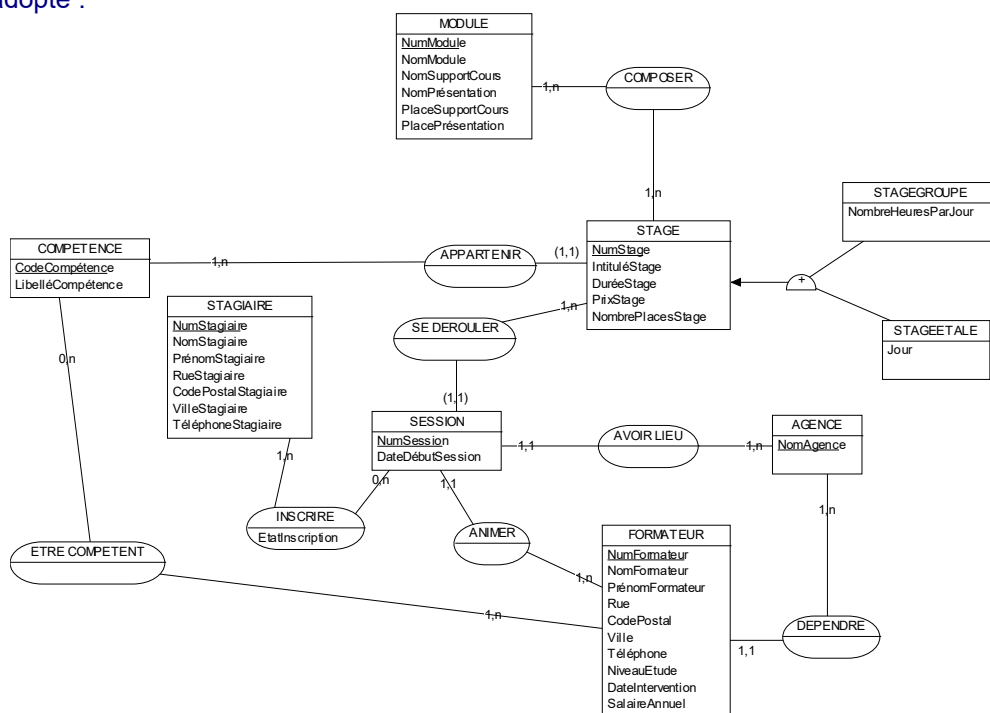 adopté :
MODULE
NumModule
NomModule
NomSupportCours
NomPrésentation
PlaceSupportCours
PlacePrésentation
1,n
COMPOSER
1,n
STAGEGROUPE
NombreHeuresParJour
STAGE
NumStage
IntituléStage
DuréeStage
PrixStage
NombrePlacesStage
+
STAGEETALE
Jour
COMPETENCE
CodeCompétence
LibelléCompétence
1,n
APPARTENIR
(1,1)
1,n
SE DEROULER
(1,1)
STAGIAIRE
NumStagiaire
NomStagiaire
PrénomStagiaire
RueStagiaire
CodePostalStagiaire
VilleStagiaire
TéléphoneStagiaire
0,n
SESSION
NumSession
DateDébutSession
1,1
AVOIR LIEU
1,n
AGENCE
NomAgence
1,n
0,n
1,1
1,n
INSCRIRE
EtatInscription
ANIMER
1,n
FORMATEUR
NumFormateur
NomFormateur
PrénomFormateur
Rue
CodePostal
Ville
Téléphone
NiveauEtude
DateIntervention
SalaireAnnuel
ETRE COMPETENT
1,n
1,1
DEPENDRE